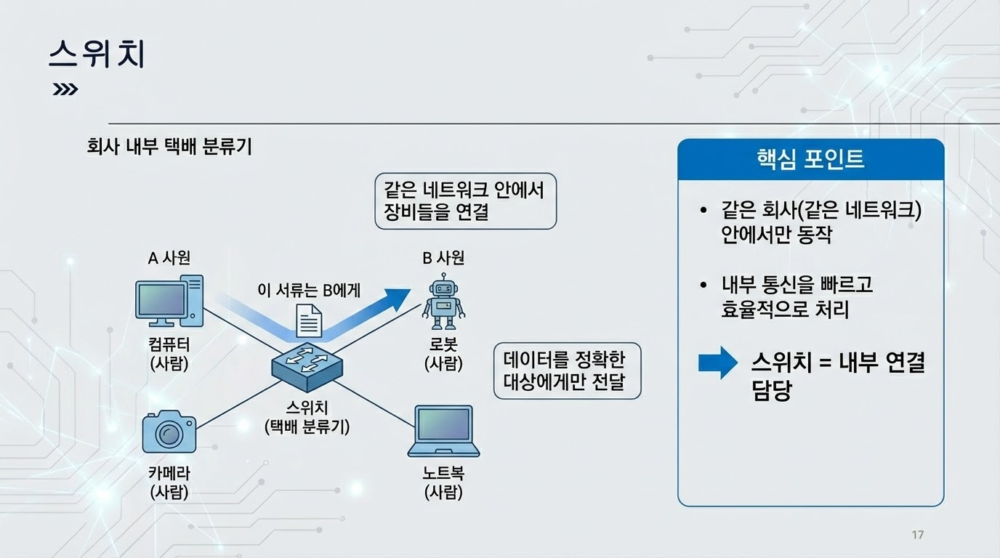 스위치
회사 내부 택배 분류기
같은 네트워크 안에서
장비들을 연결
A 사원
B 사원
이 서류는 B에게
컴퓨터
(사람)
로봇
(사람)
스위치
(택배 분류기)
데이터를 정확한
대상에게만 전달
카메라
(사람)
노트북
(사람)
핵심 포인트
• 같은 회사(같은 네트워크)
안에서만 동작
• 내부 통신을 빠르고
효율적으로 처리
스위치 = 내부 연결
담당
17